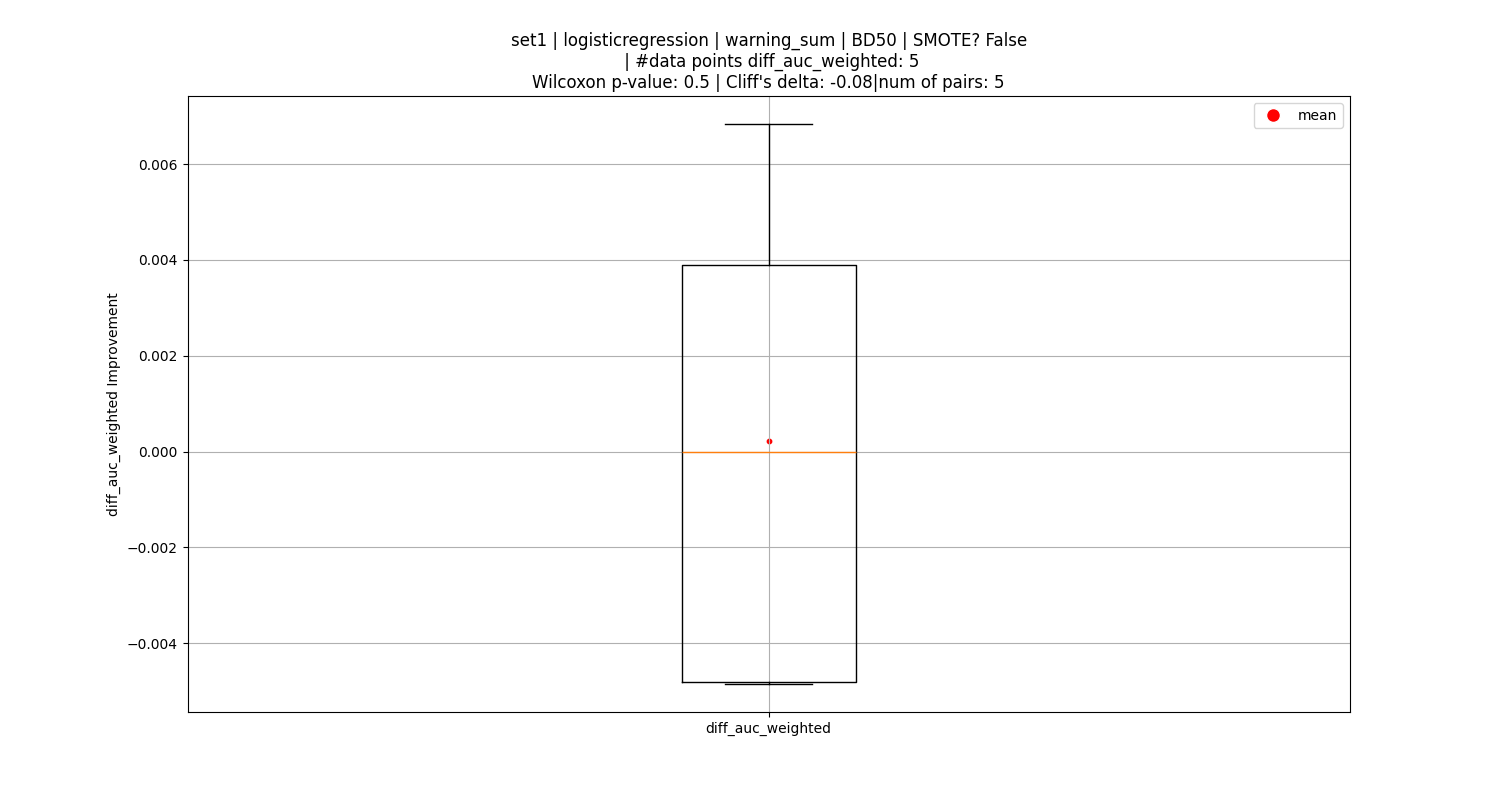 set1 | logisticregression | warning_sum | BD50 | SMOTE? False
| #data points diff_auc_weighted: 5
Wilcoxon p-value: 0.5 | Cliff's delta: -0.08|num of pairs: 5
mean
0.006
0.004
0.002
0.000
−0.002
−0.004
diff_auc_weighted Improvement
diff_auc_weighted